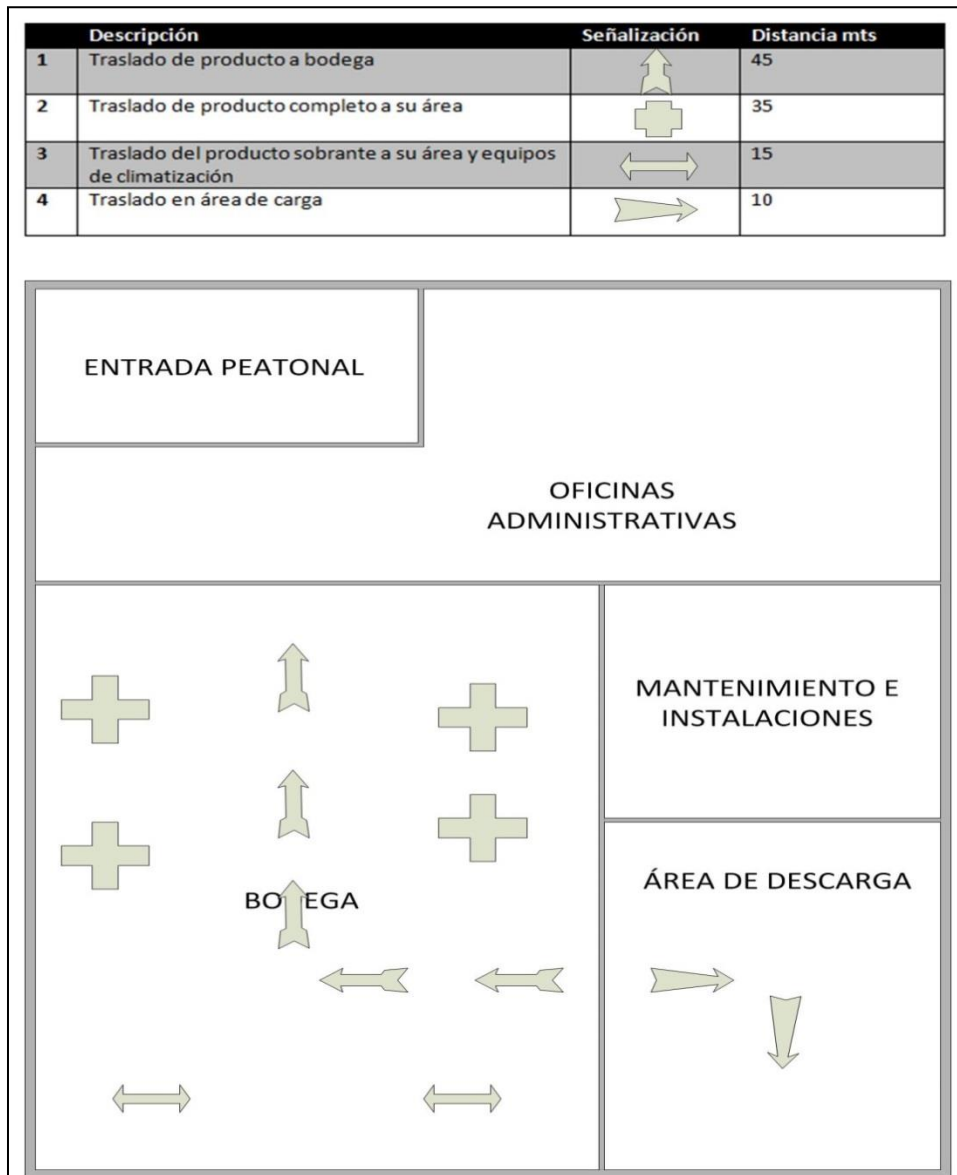 Descripción Señalización Distancia mts
1 Traslado de producto a bodega 45
2 Traslado de producto completo a su área 35
3 Traslado del producto sobrante a su área y equipos de climatización 15
4 Traslado en área de carga 10
ENTRADA PEATONAL
OFICINAS
ADMINISTRATIVAS
MANTENIMIENTO E
INSTALACIONES
ÁREA DE DESCARGA
BODEGA